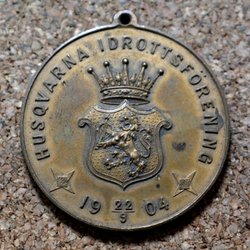 HUSQVARNA IDROTTSFÖRENING
19 22/9 04